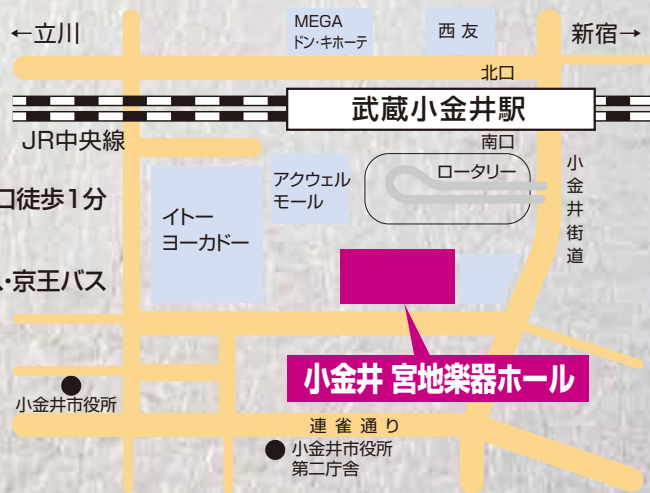 ←立川
MEGA
ドン・キホーテ
西友
新宿→
北口
武蔵小金井駅
JR中央線
南口
ロータリー
小金井街道
アクウェル
モール
口徒歩1分
イトー
ヨーカドー
ス・京王バス
小金井 宮地楽器ホール
小金井市役所
連雀通り
小金井市役所
第二庁舎